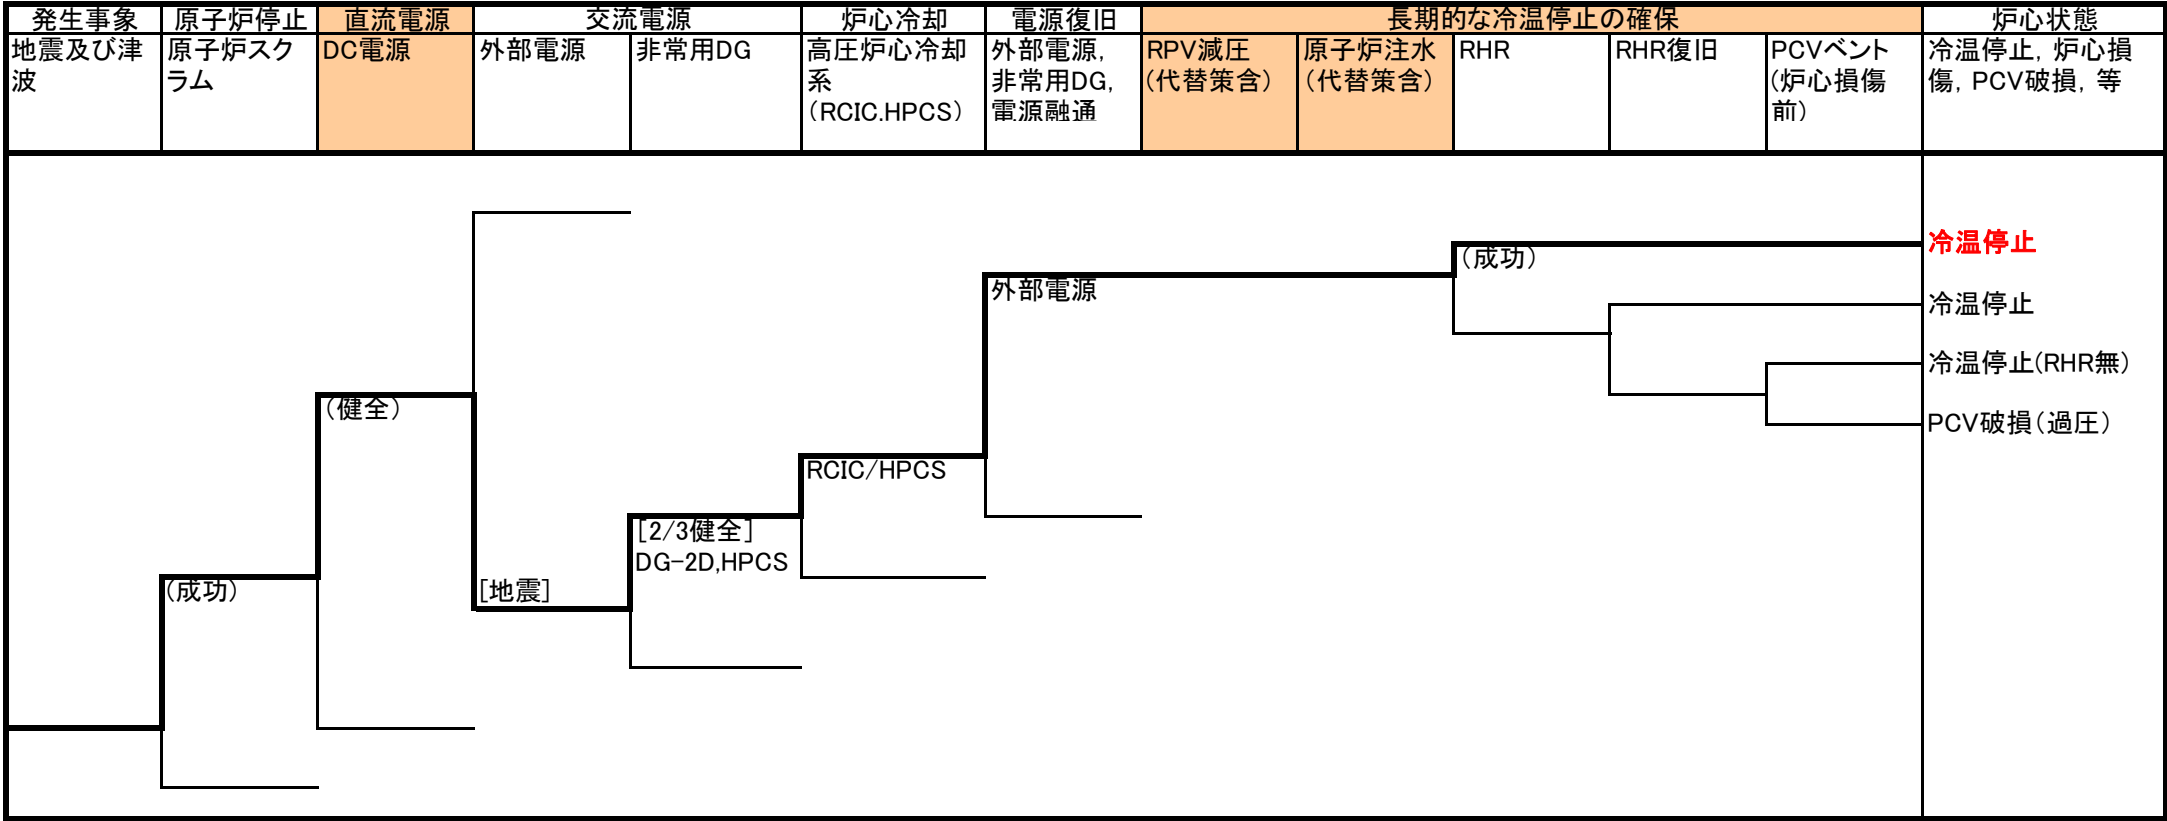 発生事象
原子炉停止
直流電源
交流電源
炉心冷却
電源復旧
長期的な冷温停止の確保
炉心状態
地震及び津
波
原子炉スク
ラム
DC電源
外部電源
非常用DG
高圧炉心冷却
系
(RCIC.HPCS)
外部電源,
非常用DG,
電源融通
RPV減圧
(代替策含)
原子炉注水
(代替策含)
RHR
RHR復旧
PCVベント
(炉心損傷
前)
冷温停止, 炉心損
傷, PCV破損, 等
冷温停止
(成功)
外部電源
冷温停止
冷温停止(RHR無)
(健全)
PCV破損(過圧)
RCIC/HPCS
[2/3健全]
DG-2D,HPCS
(成功)
[地震]